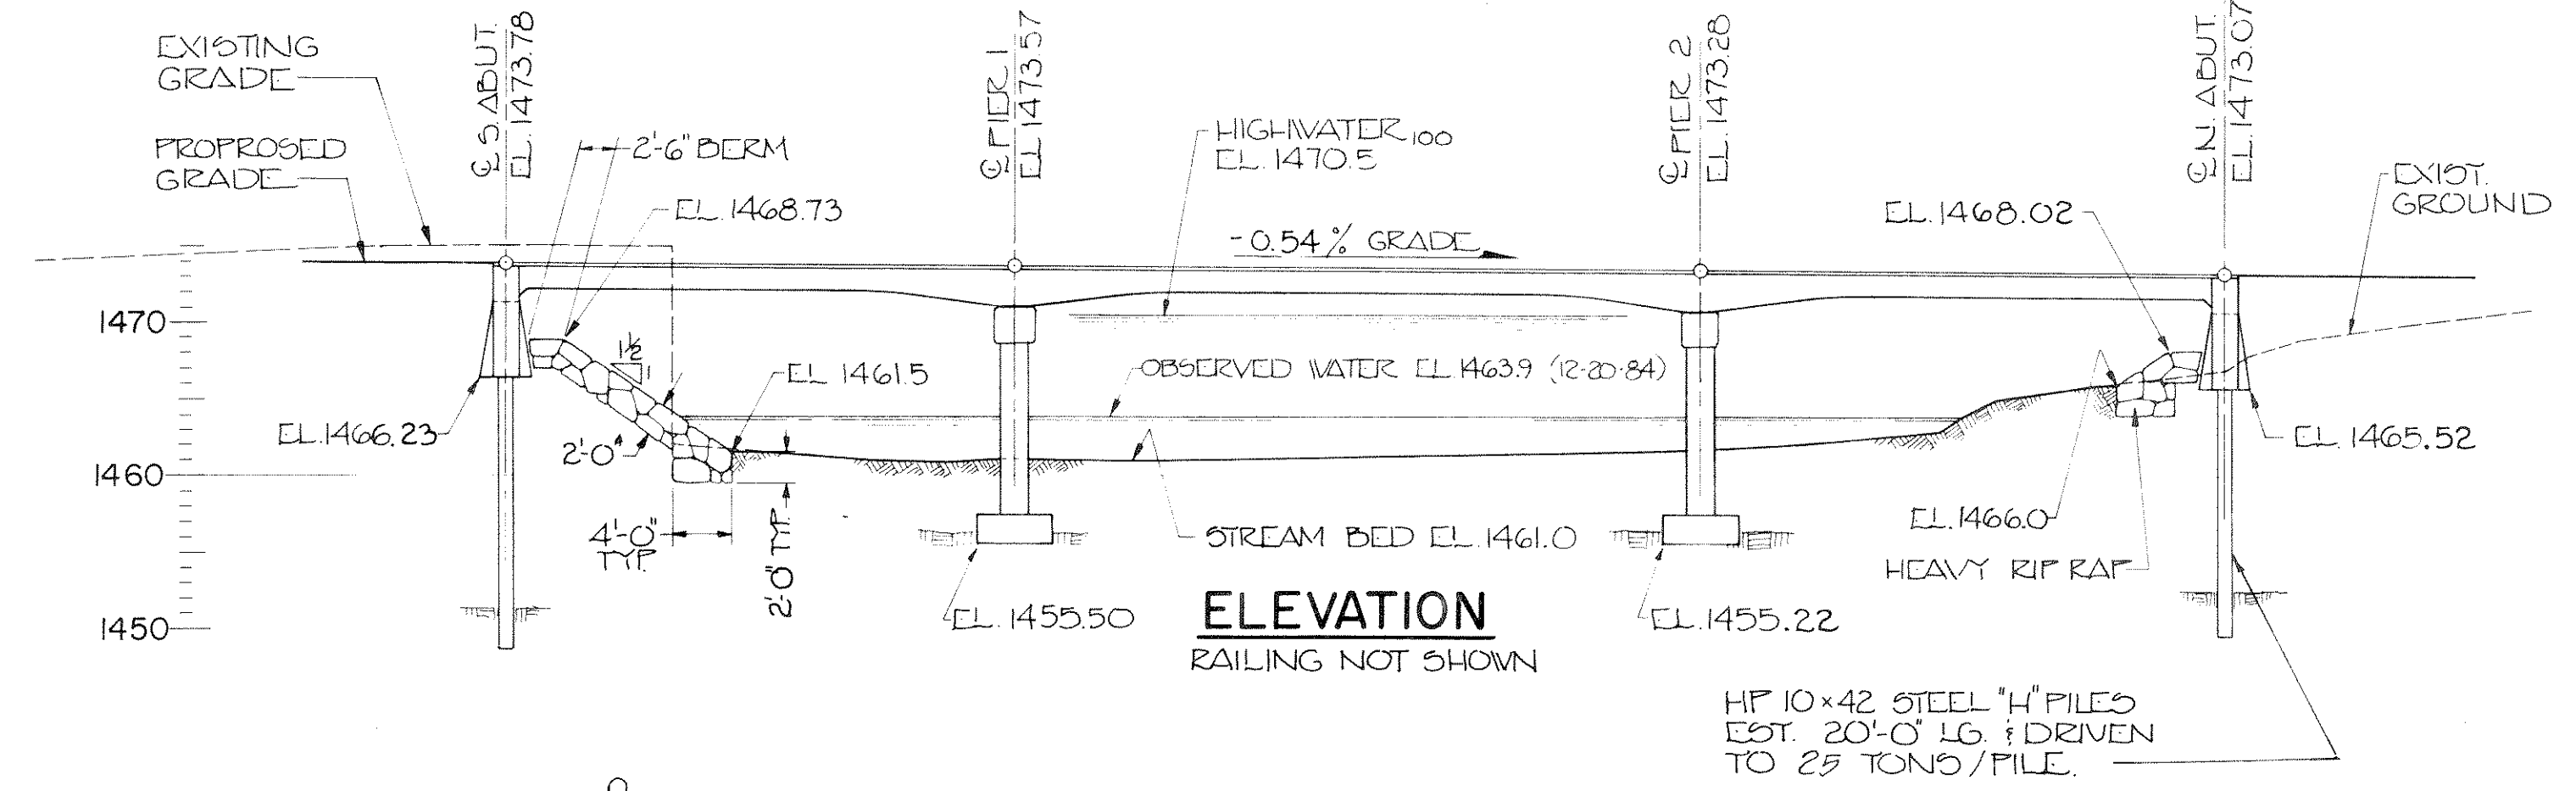 EXISTING
GRADE
PROPROSED
GRADE
℄ S. ABUT.
EL. 1473.78
2'-6" BERM
EL. 1468.73
℄ PIER 1
EL 1473.57
HIGHWATER100
EL. 1470.5
-0.54% GRADE
℄ PIER 2
EL. 1473.28
EL. 1468.02
℄ N. ABUT.
EL. 1473.07
EXIST.
GROUND
1470
1 1/2
1
EL 1461.5
OBSERVED WATER EL. 1463.9 (12-20-84)
EL. 1466.23
2'-0"
EL. 1465.52
1460
4'-0"
TYP.
2'-0" TYP.
STREAM BED EL. 1461.0
EL. 1466.0
HEAVY RIP RAP
1450
EL. 1455.50
ELEVATION
RAILING NOT SHOWN
EL. 1455.22
HP 10×42 STEEL "H" PILES
EST. 20'-0" LG. & DRIVEN
TO 25 TONS/PILE.